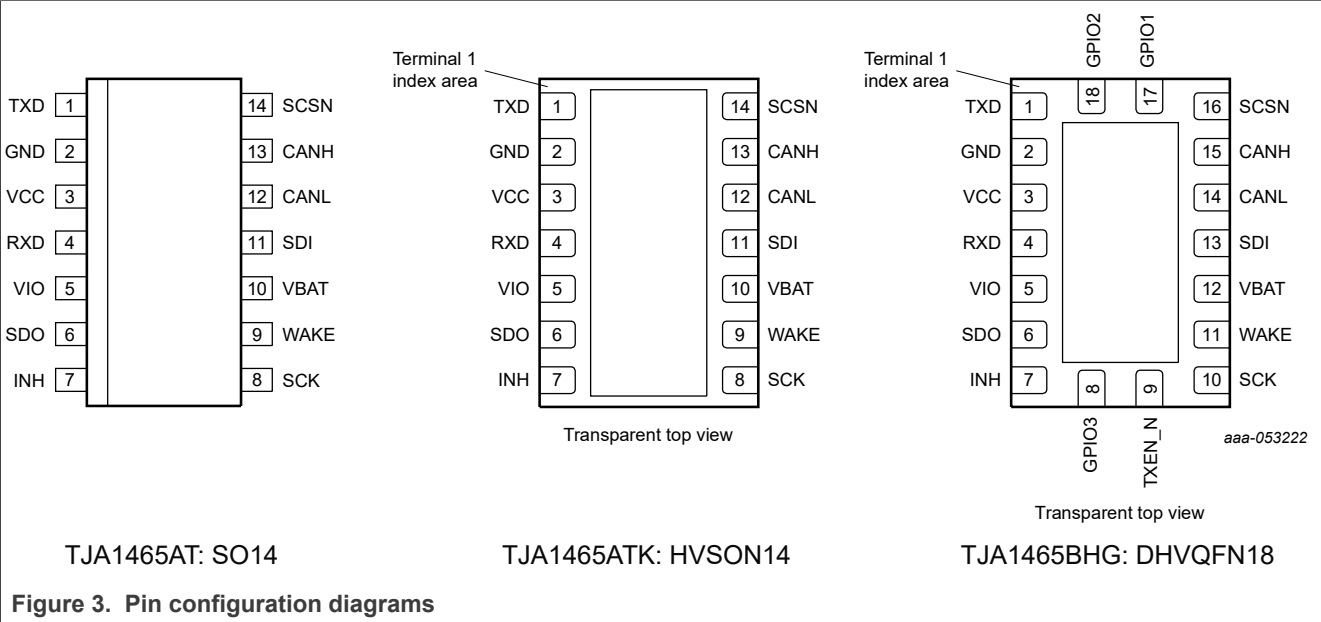 TXD 1 14 SCSN
GND 2 13 CANH
VCC 3 12 CANL
RXD 4 11 SDI
VIO 5 10 VBAT
SDO 6 9 WAKE
INH 7 8 SCK
TJA1465AT: SO14
Terminal 1
index area
TXD 1 14 SCSN
GND 2 13 CANH
VCC 3 12 CANL
RXD 4 11 SDI
VIO 5 10 VBAT
SDO 6 9 WAKE
INH 7 8 SCK
Transparent top view
TJA1465ATK: HVSON14
GPIO2 GPIO1
Terminal 1
index area
18 17
TXD 1 16 SCSN
GND 2 15 CANH
VCC 3 14 CANL
RXD 4 13 SDI
VIO 5 12 VBAT
SDO 6 11 WAKE
INH 7 10 SCK
8 9
GPIO3 TXEN_N
aaa-053222
Transparent top view
TJA1465BHG: DHVQFN18
Figure 3. Pin configuration diagrams